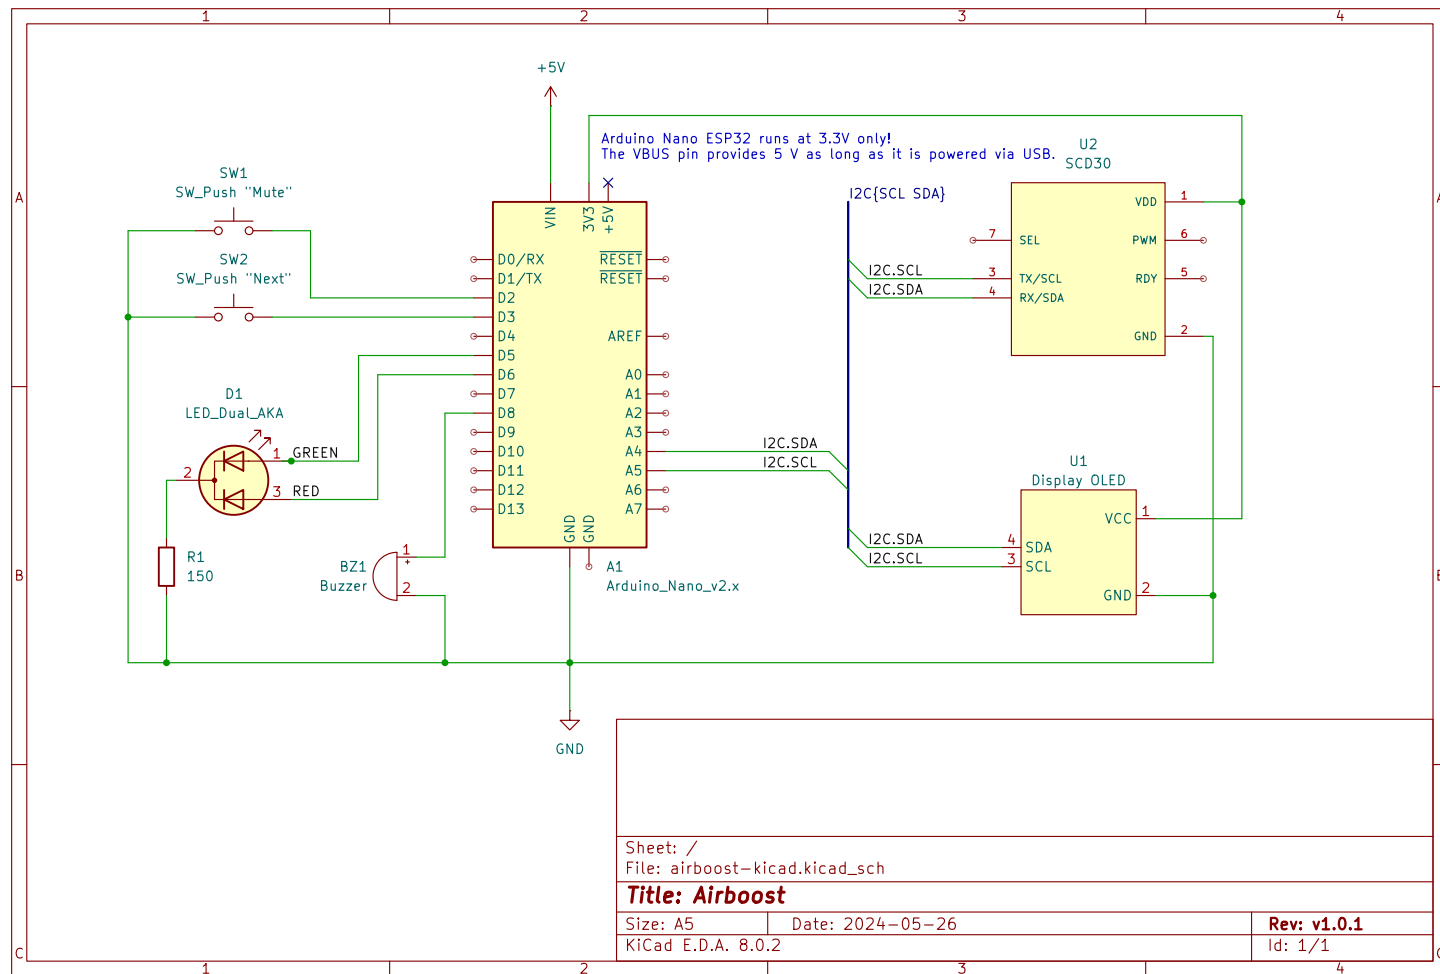 1 2 3 4
+5V
Arduino Nano ESP32 runs at 3.3V only!
The VBUS pin provides 5 V as long as it is powered via USB.
SW1
SW_Push "Mute"
SW2
SW_Push "Next"
D1
LED_Dual_AKA
1
GREEN
2
3
RED
R1
150
BZ1
Buzzer
1
+
2
VIN
3V3
+5V
D0/RX
D1/TX
D2
D3
D4
D5
D6
D7
D8
D9
D10
D11
D12
D13
RESET
RESET
AREF
A0
A1
A2
A3
A4
A5
A6
A7
GND
GND
A1
Arduino_Nano_v2.x
GND
I2C.SDA
I2C.SCL
I2C{SCL SDA}
I2C.SCL
I2C.SDA
I2C.SDA
I2C.SCL
U2
SCD30
VDD 1
7 SEL
PWM 6
3 TX/SCL
RDY 5
4 RX/SDA
GND 2
U1
Display OLED
VCC 1
4 SDA
3 SCL
GND 2
A
A
B
B
C
C
Sheet: /
File: airboost-kicad.kicad_sch
Title: Airboost
Size: A5 Date: 2024-05-26 Rev: v1.0.1
KiCad E.D.A. 8.0.2 Id: 1/1
1 2 3 4